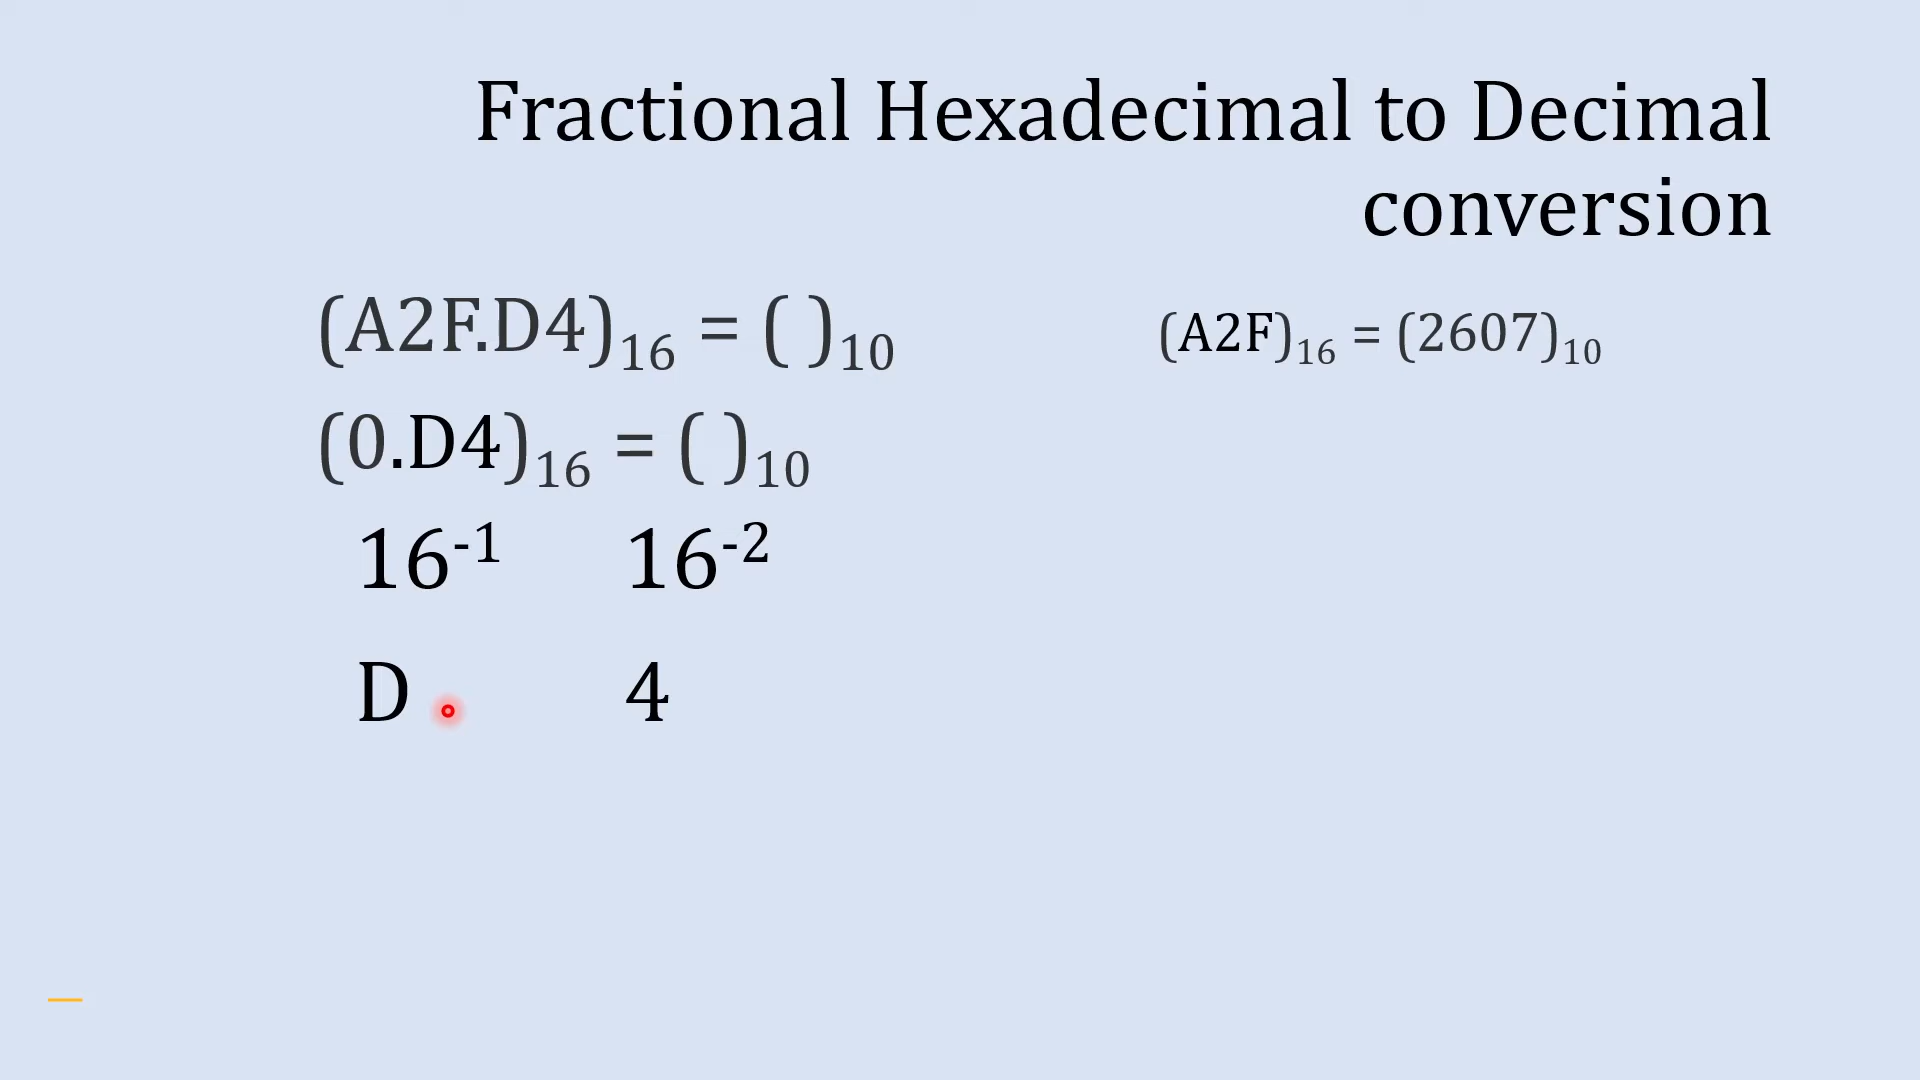 Fractional Hexadecimal to Decimal
conversion
(A2F.D4)₁₆ = ( )₁₀
(A2F)₁₆ = (2607)₁₀
(0.D4)₁₆ = ( )₁₀
16⁻¹ 16⁻²
D 4